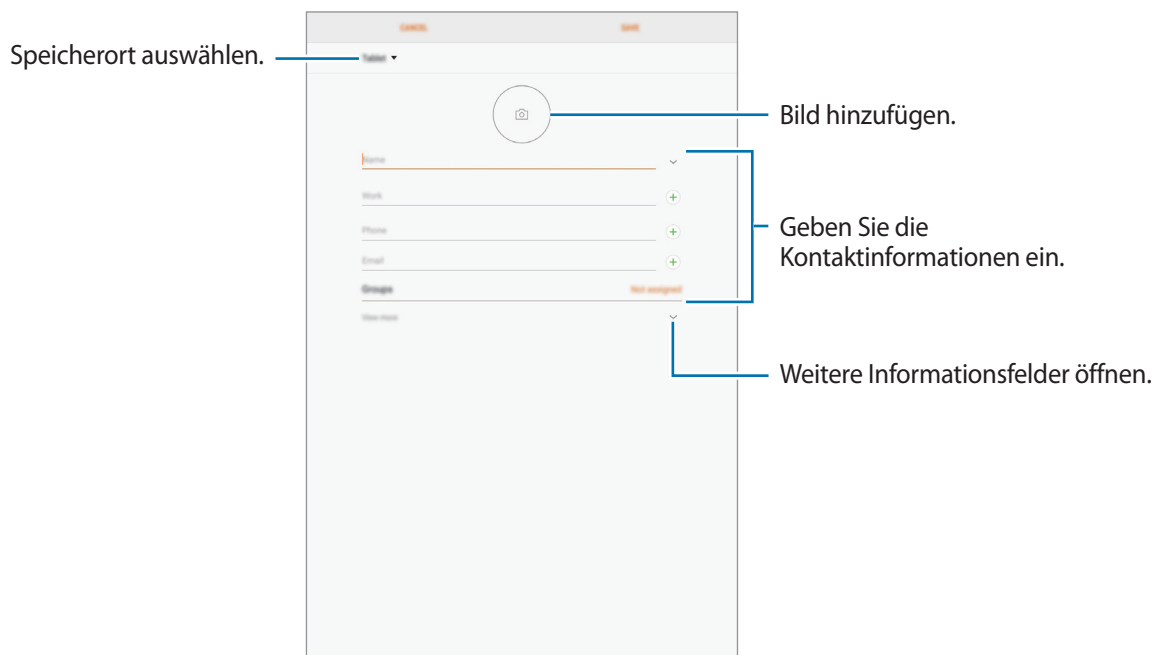 CANCEL
SAVE
Speicherort auswählen.
Tablet
Bild hinzufügen.
Name
Work
Phone
Geben Sie die
Kontaktinformationen ein.
Email
Groups
Not assigned
View more
Weitere Informationsfelder öffnen.